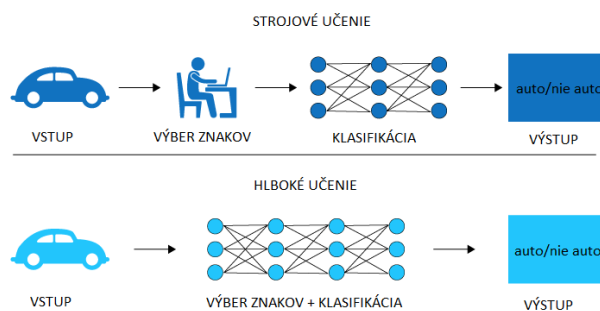 STROJOVÉ UČENIE
auto/nie auto
VSTUP
VÝBER ZNAKOV
KLASIFIKÁCIA
VÝSTUP
HLBOKÉ UČENIE
auto/nie auto
VSTUP
VÝBER ZNAKOV + KLASIFIKÁCIA
VÝSTUP